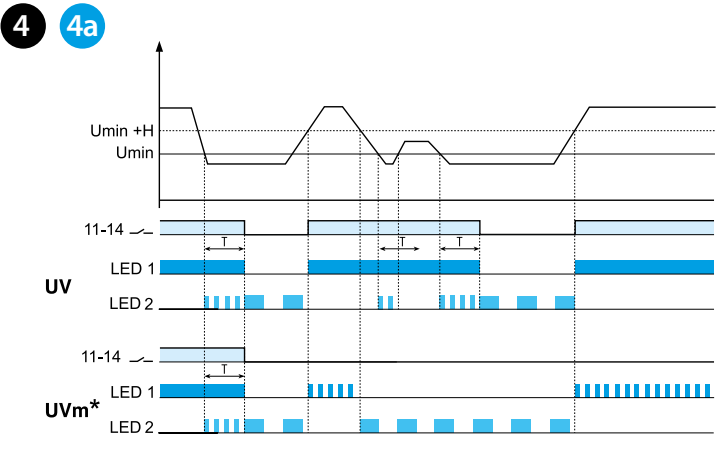 4 4a
Umin +H
Umin
11-14
T T T
LED 1
UV
LED 2
11-14
T
LED 1
UVm*
LED 2